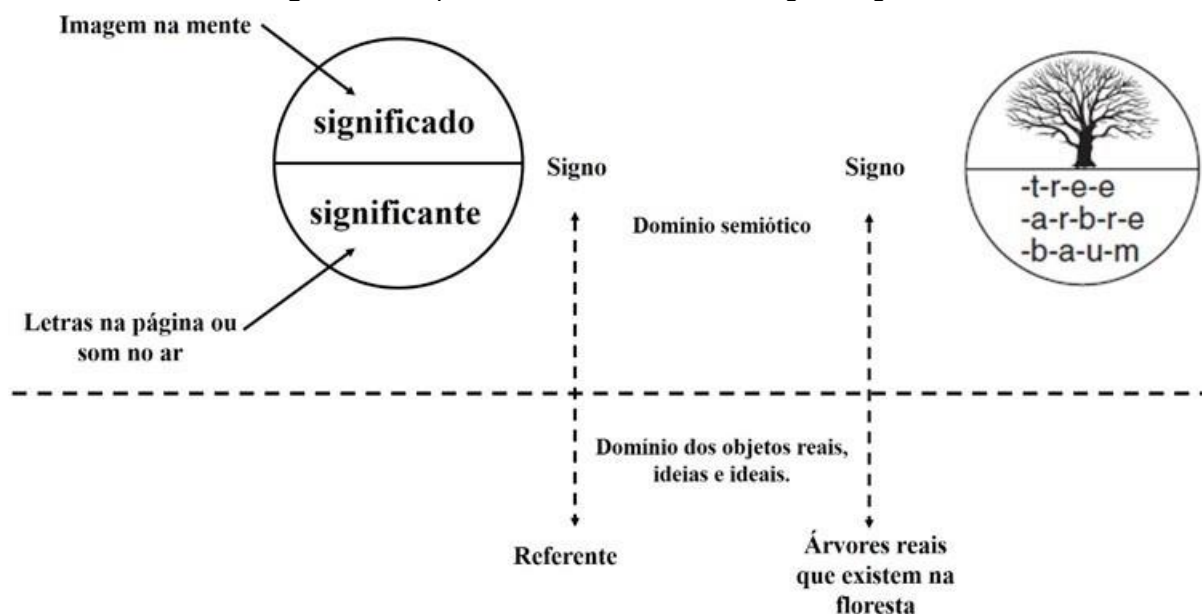 Imagem na mente
significado
significante
Letras na página ou
som no ar
Signo
Signo
Domínio semiótico
-t-r-e-e
-a-r-b-r-e
-b-a-u-m
Domínio dos objetos reais,
ideias e ideais.
Referente
Árvores reais
que existem na
floresta